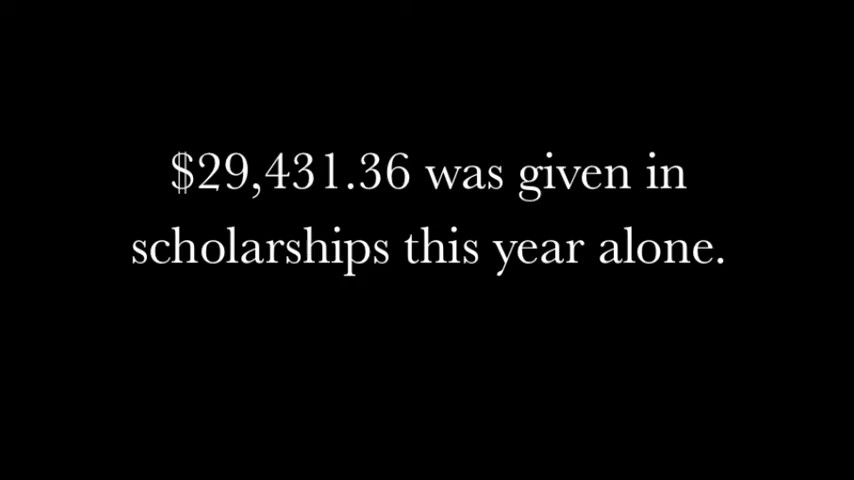 $29,431.36 was given in
scholarships this year alone.